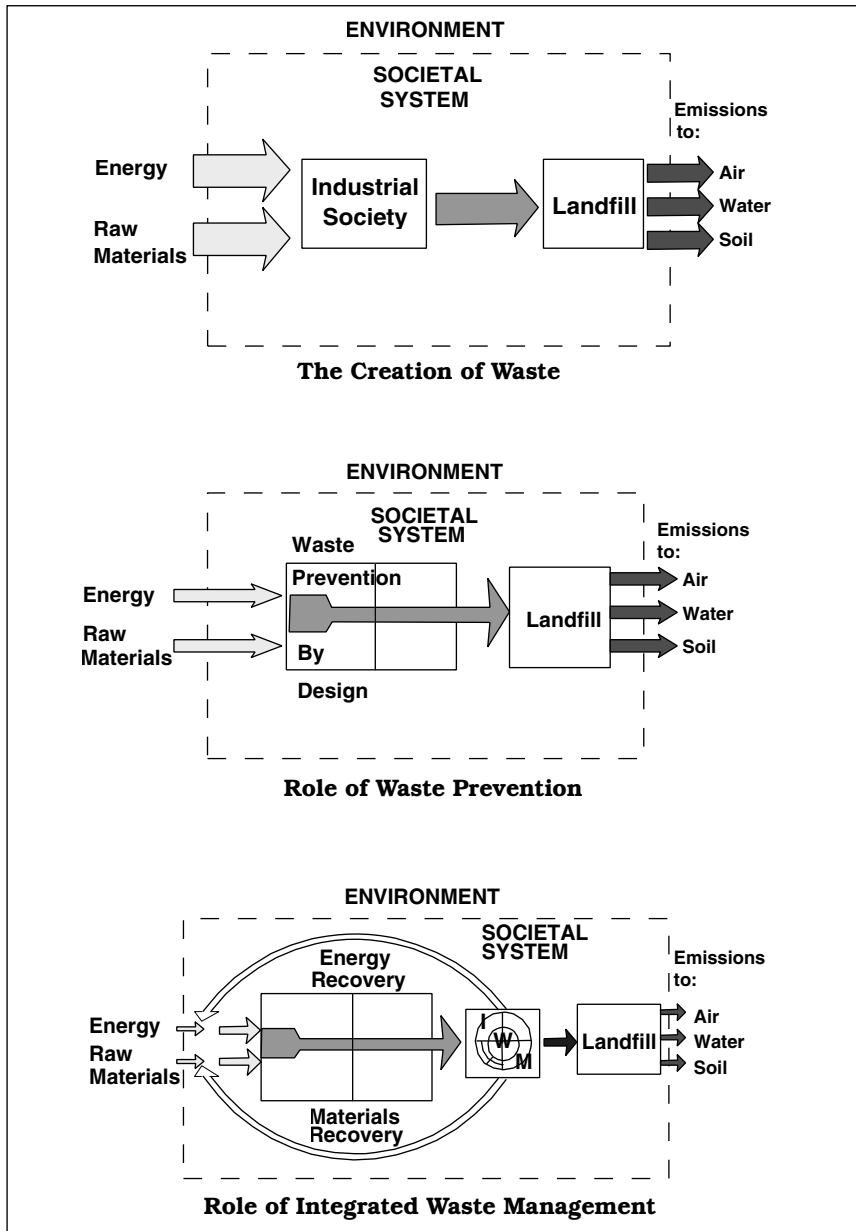 ENVIRONMENT
SOCIETAL
SYSTEM
Emissions
to:
Energy
Raw
Materials
Industrial
Society
Landfill
Air
Water
Soil
The Creation of Waste
ENVIRONMENT
SOCIETAL
SYSTEM
Emissions
to:
Waste
Prevention
By
Design
Energy
Raw
Materials
Landfill
Air
Water
Soil
Role of Waste Prevention
ENVIRONMENT
SOCIETAL
SYSTEM
Emissions
to:
Energy
Recovery
Energy
Raw
Materials
I
W
M
Landfill
Air
Water
Soil
Materials
Recovery
Role of Integrated Waste Management